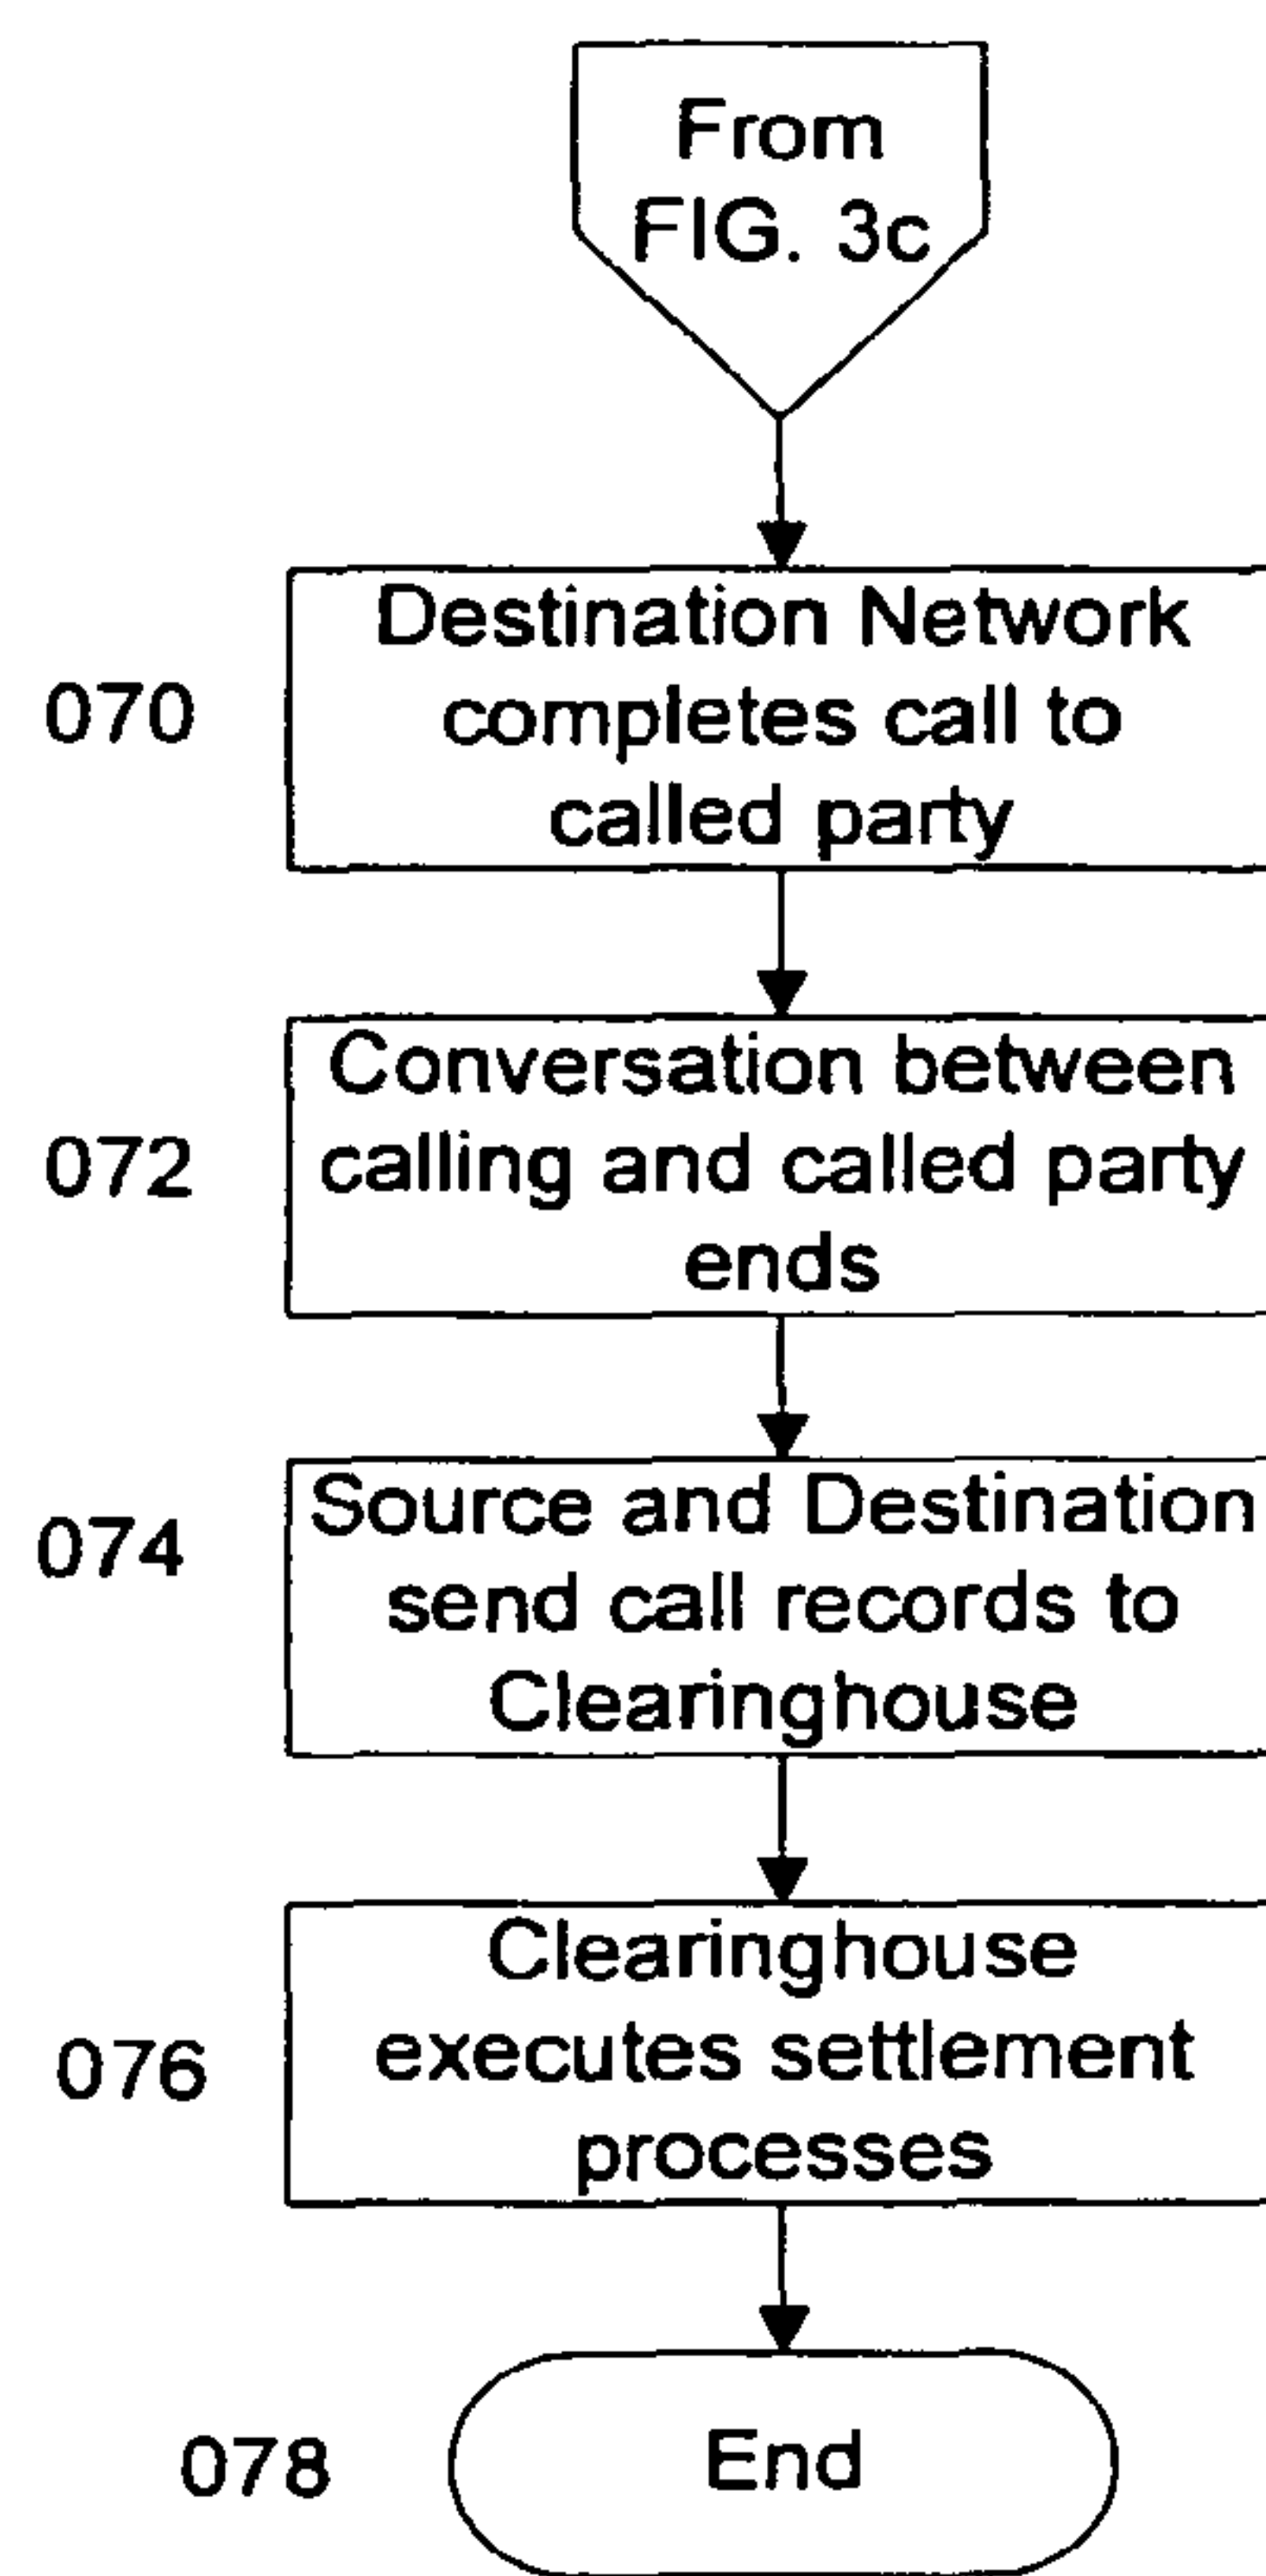 From
FIG. 3c
070
Destination Network
completes call to
called party
072
Conversation between
calling and called party
ends
074
Source and Destination
send call records to
Clearinghouse
076
Clearinghouse
executes settlement
processes
078
End